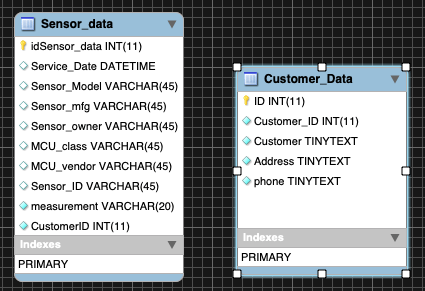 Sensor_data
idSensor_data INT(11)
Service_Date DATETIME
Sensor_Model VARCHAR(45)
Sensor_mfg VARCHAR(45)
Sensor_owner VARCHAR(45)
MCU_class VARCHAR(45)
MCU_vendor VARCHAR(45)
Sensor_ID VARCHAR(45)
measurement VARCHAR(20)
CustomerID INT(11)
Indexes
PRIMARY
Customer_Data
ID INT(11)
Customer_ID INT(11)
Customer TINYTEXT
Address TINYTEXT
phone TINYTEXT
Indexes
PRIMARY